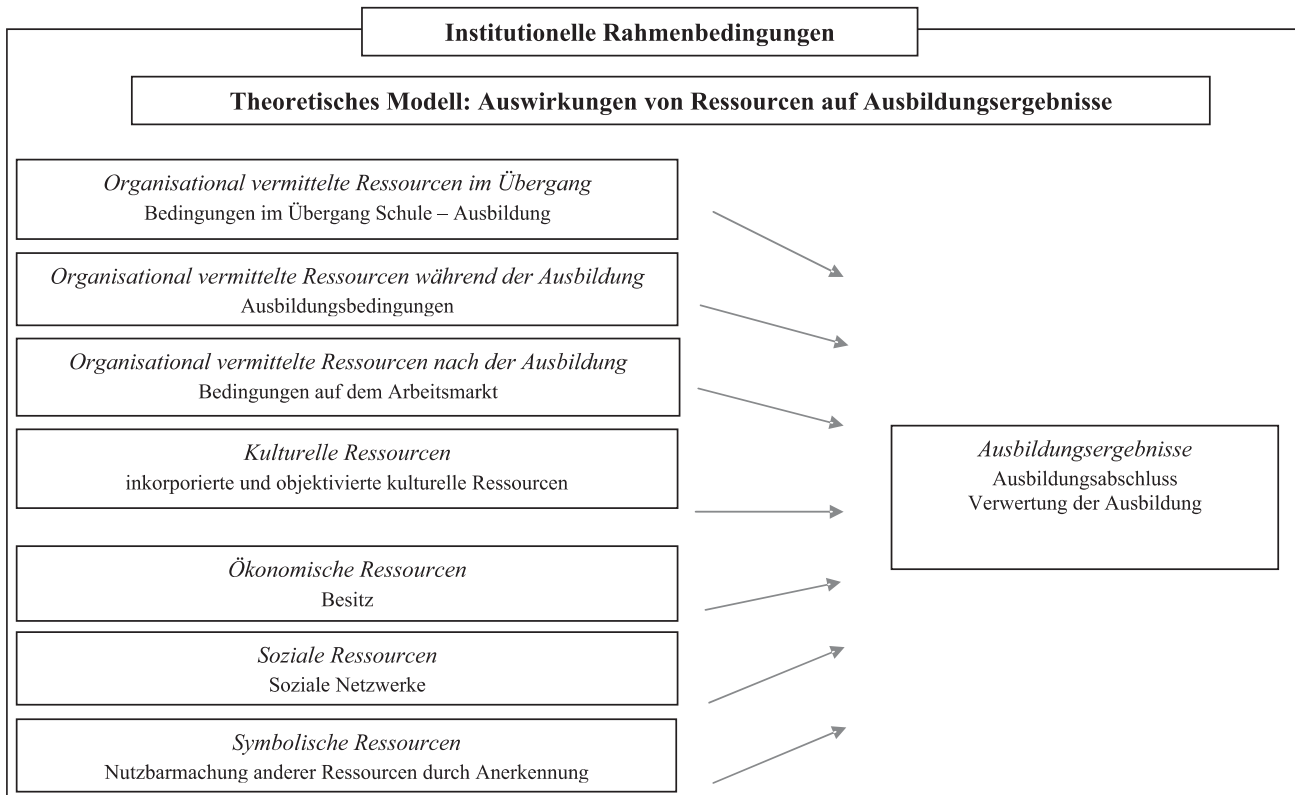 Institutionelle Rahmenbedingungen
Theoretisches Modell: Auswirkungen von Ressourcen auf Ausbildungsergebnisse
Organisational vermittelte Ressourcen im Übergang
Bedingungen im Übergang Schule – Ausbildung
Organisational vermittelte Ressourcen während der Ausbildung
Ausbildungsbedingungen
Organisational vermittelte Ressourcen nach der Ausbildung
Bedingungen auf dem Arbeitsmarkt
Kulturelle Ressourcen
inkorporierte und objektivierte kulturelle Ressourcen
Ökonomische Ressourcen
Besitz
Soziale Ressourcen
Soziale Netzwerke
Symbolische Ressourcen
Nutzbarmachung anderer Ressourcen durch Anerkennung
Ausbildungsergebnisse
Ausbildungsabschluss
Verwertung der Ausbildung